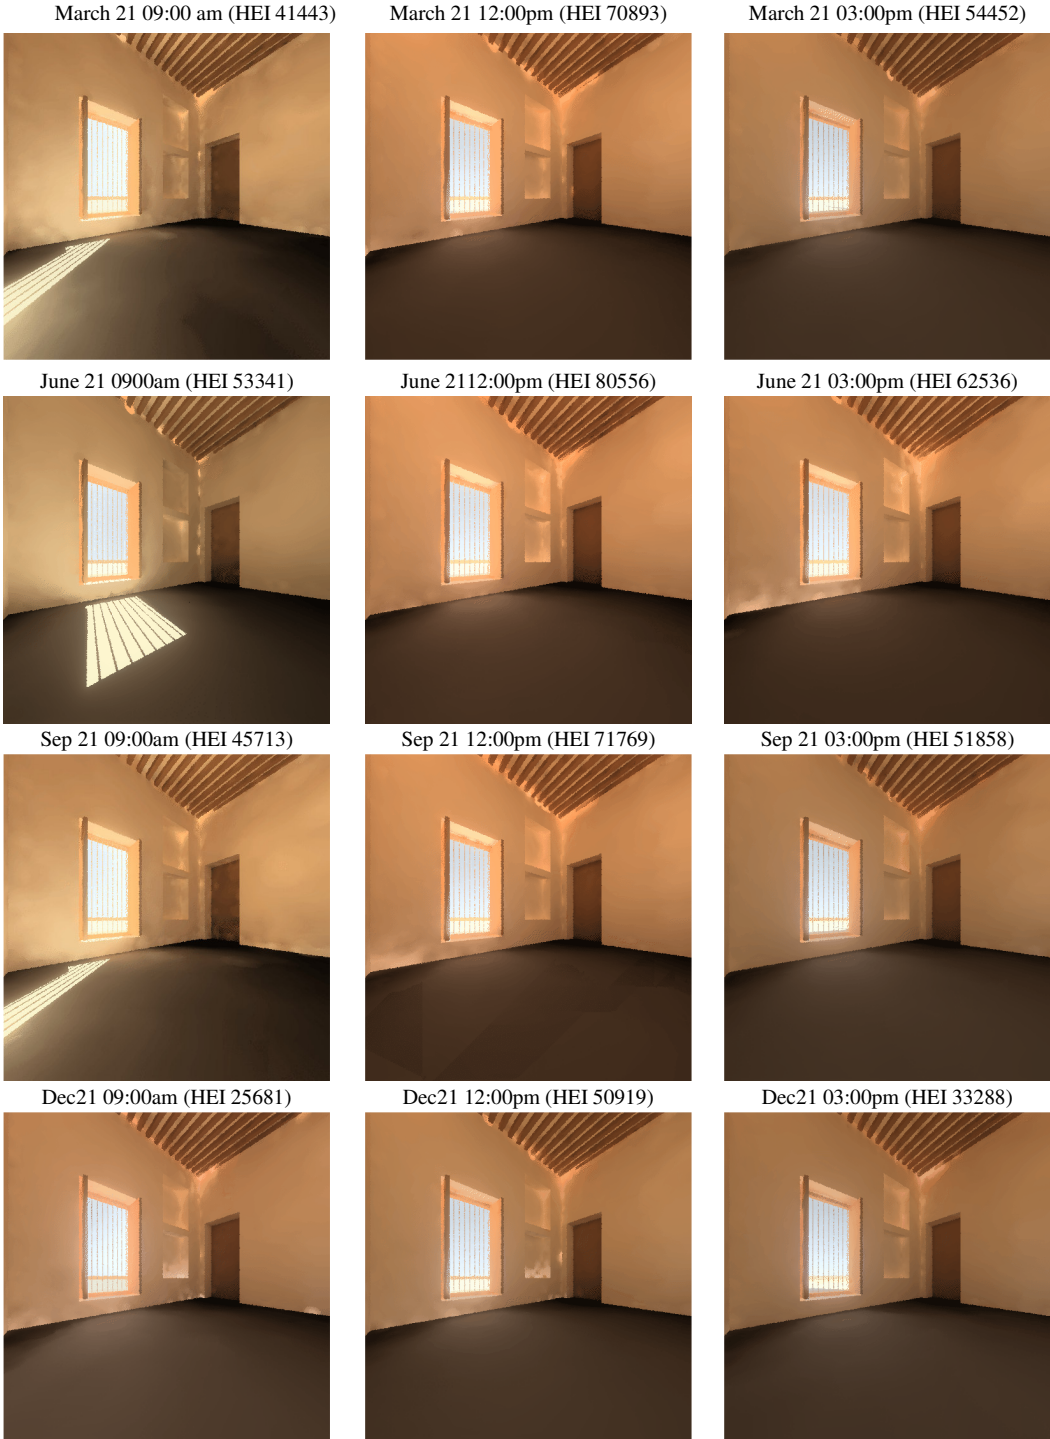 March 21 09:00 am (HEI 41443)
March 21 12:00pm (HEI 70893)
March 21 03:00pm (HEI 54452)
June 21 0900am (HEI 53341)
June 2112:00pm (HEI 80556)
June 21 03:00pm (HEI 62536)
Sep 21 09:00am (HEI 45713)
Sep 21 12:00pm (HEI 71769)
Sep 21 03:00pm (HEI 51858)
Dec21 09:00am (HEI 25681)
Dec21 12:00pm (HEI 50919)
Dec21 03:00pm (HEI 33288)